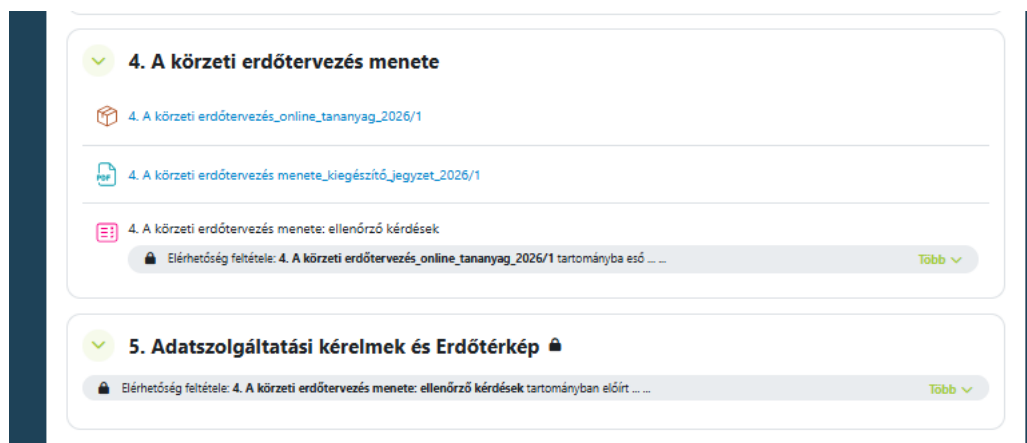 4. A körzeti erdőtervezés menete
4. A körzeti erdőtervezés_online_tananyag_2026/1
PDF
4. A körzeti erdőtervezés menete_kiegészítő_jegyzet_2026/1
4. A körzeti erdőtervezés menete: ellenőrző kérdések
Elérhetőség feltétele: 4. A körzeti erdőtervezés_online_tananyag_2026/1 tartományba eső ... ... Több
5. Adatszolgáltatási kérelmek és Erdőtérkép
Elérhetőség feltétele: 4. A körzeti erdőtervezés menete: ellenőrző kérdések tartományban előírt ... ... Több